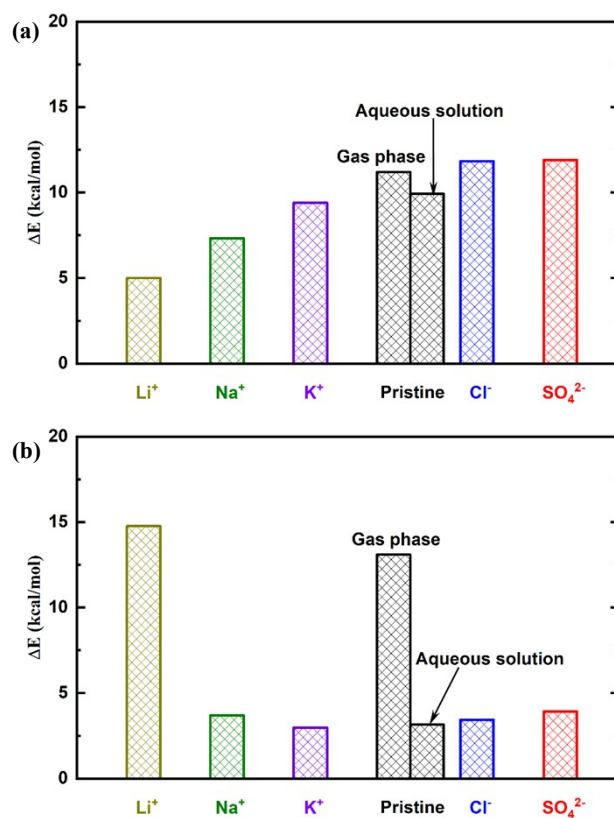 (a)
20
15
10
5
0
ΔE (kcal/mol)
Aqueous solution
Gas phase
Li⁺ Na⁺ K⁺ Pristine Cl⁻ SO₄²⁻
(b)
20
15
10
5
0
ΔE (kcal/mol)
Gas phase
Aqueous solution
Li⁺ Na⁺ K⁺ Pristine Cl⁻ SO₄²⁻